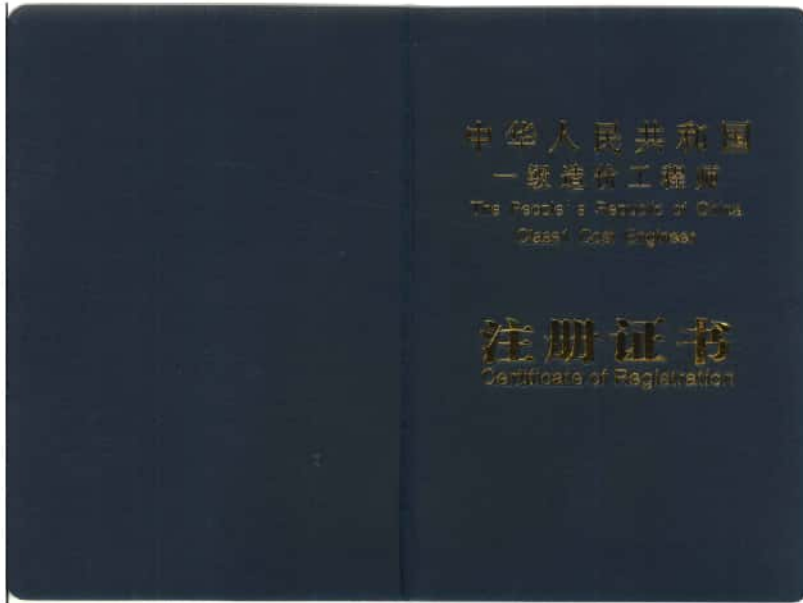 中华人民共和国
一级造价工程师
The People's Republic of China
Class1 Cost Engineer
注册证书
Certificate of Registration